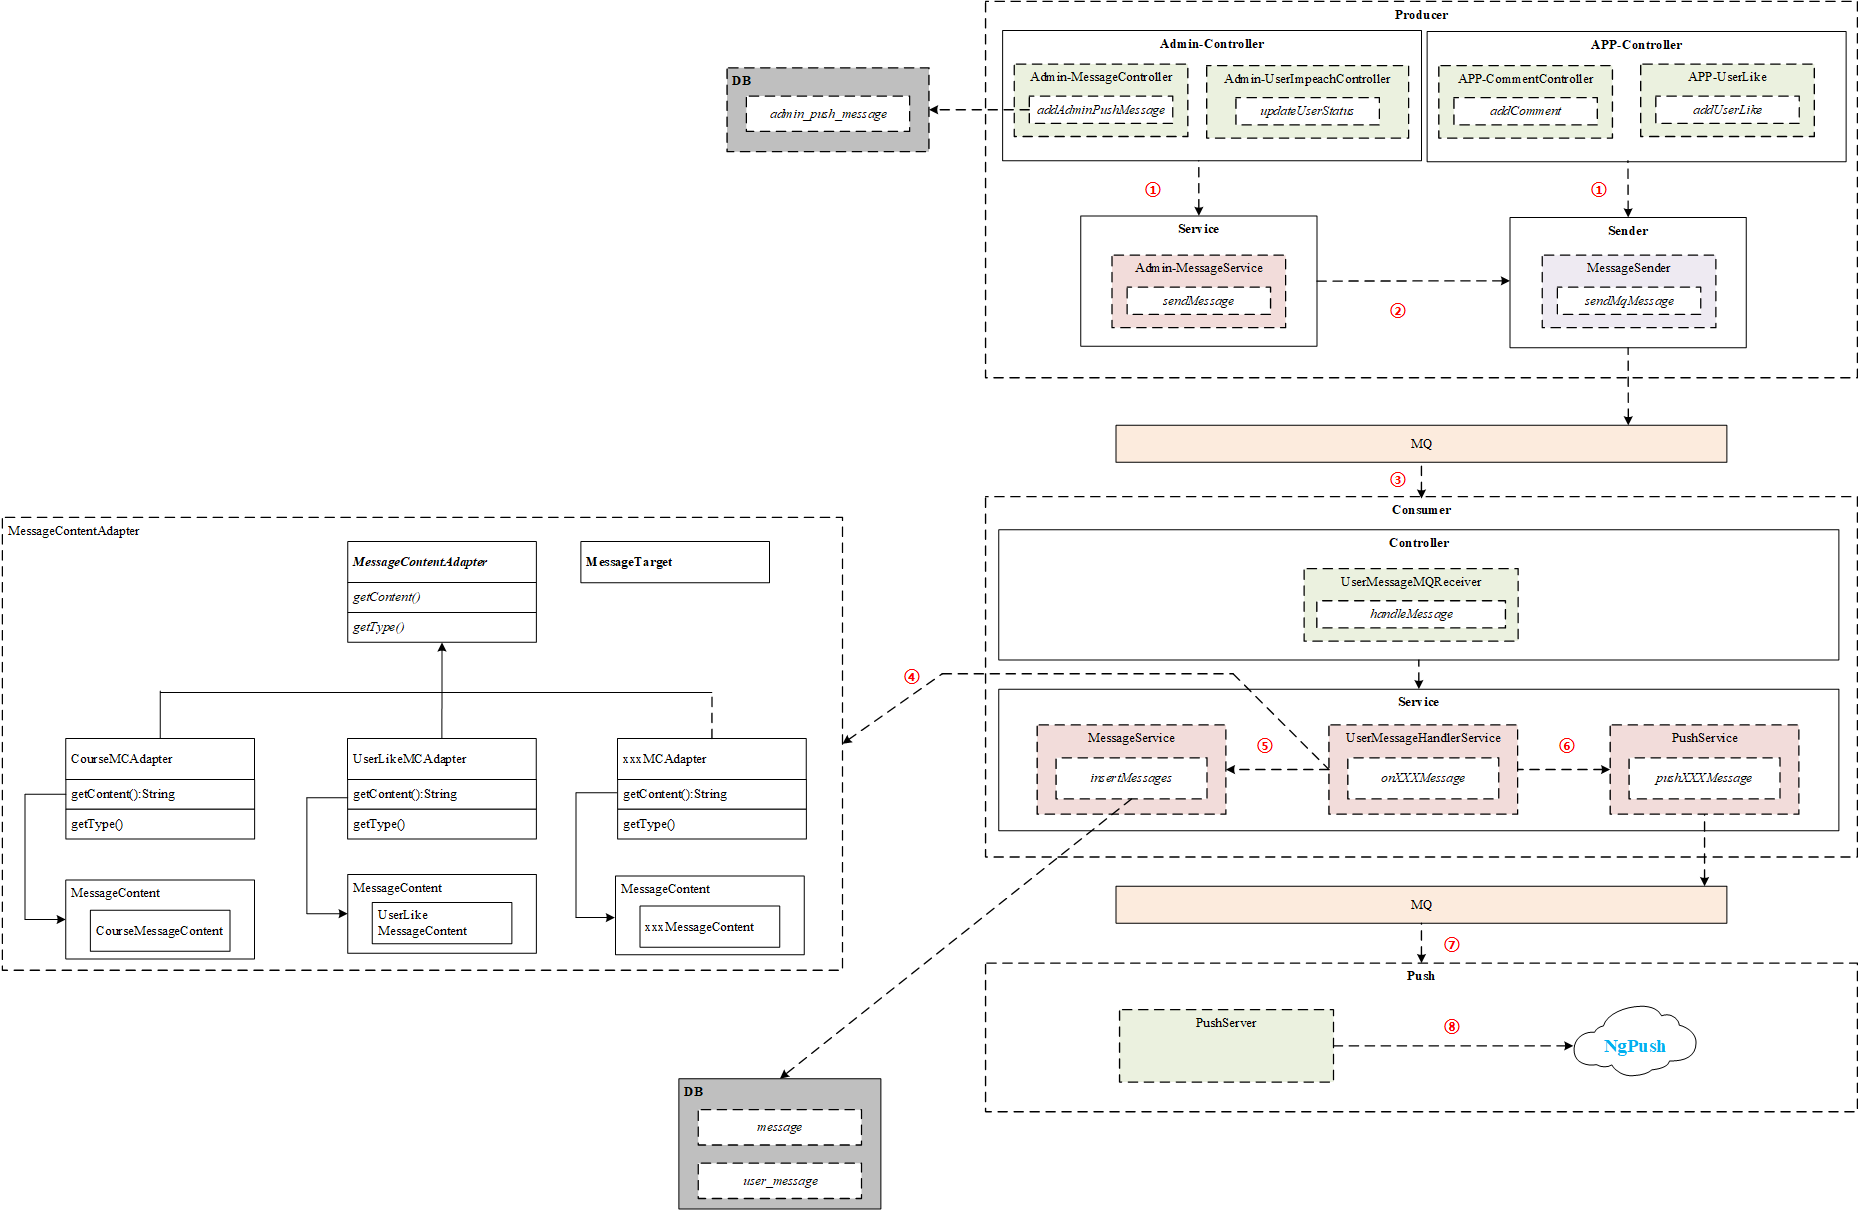 Producer
Admin-Controller
APP-Controller
DB
admin_push_message
Admin-MessageController
addAdminPushMessage
Admin-UserImpeachController
updateUserStatus
APP-CommentController
addComment
APP-UserLike
addUserLike
①
①
Service
Admin-MessageService
sendMessage
②
Sender
MessageSender
sendMqMessage
MQ
③
Consumer
Controller
UserMessageMQReceiver
handleMessage
MessageContentAdapter
MessageContentAdapter
getContent()
getType()
MessageTarget
④
Service
MessageService
insertMessages
⑤
UserMessageHandlerService
onXXXMessage
⑥
PushService
pushXXXMessage
CourseMCAdapter
getContent():String
getType()
UserLikeMCAdapter
getContent():String
getType()
xxxMCAdapter
getContent():String
getType()
MessageContent
CourseMessageContent
MessageContent
UserLike
MessageContent
MessageContent
xxxMessageContent
MQ
⑦
Push
PushServer
⑧
NgPush
DB
message
user_message